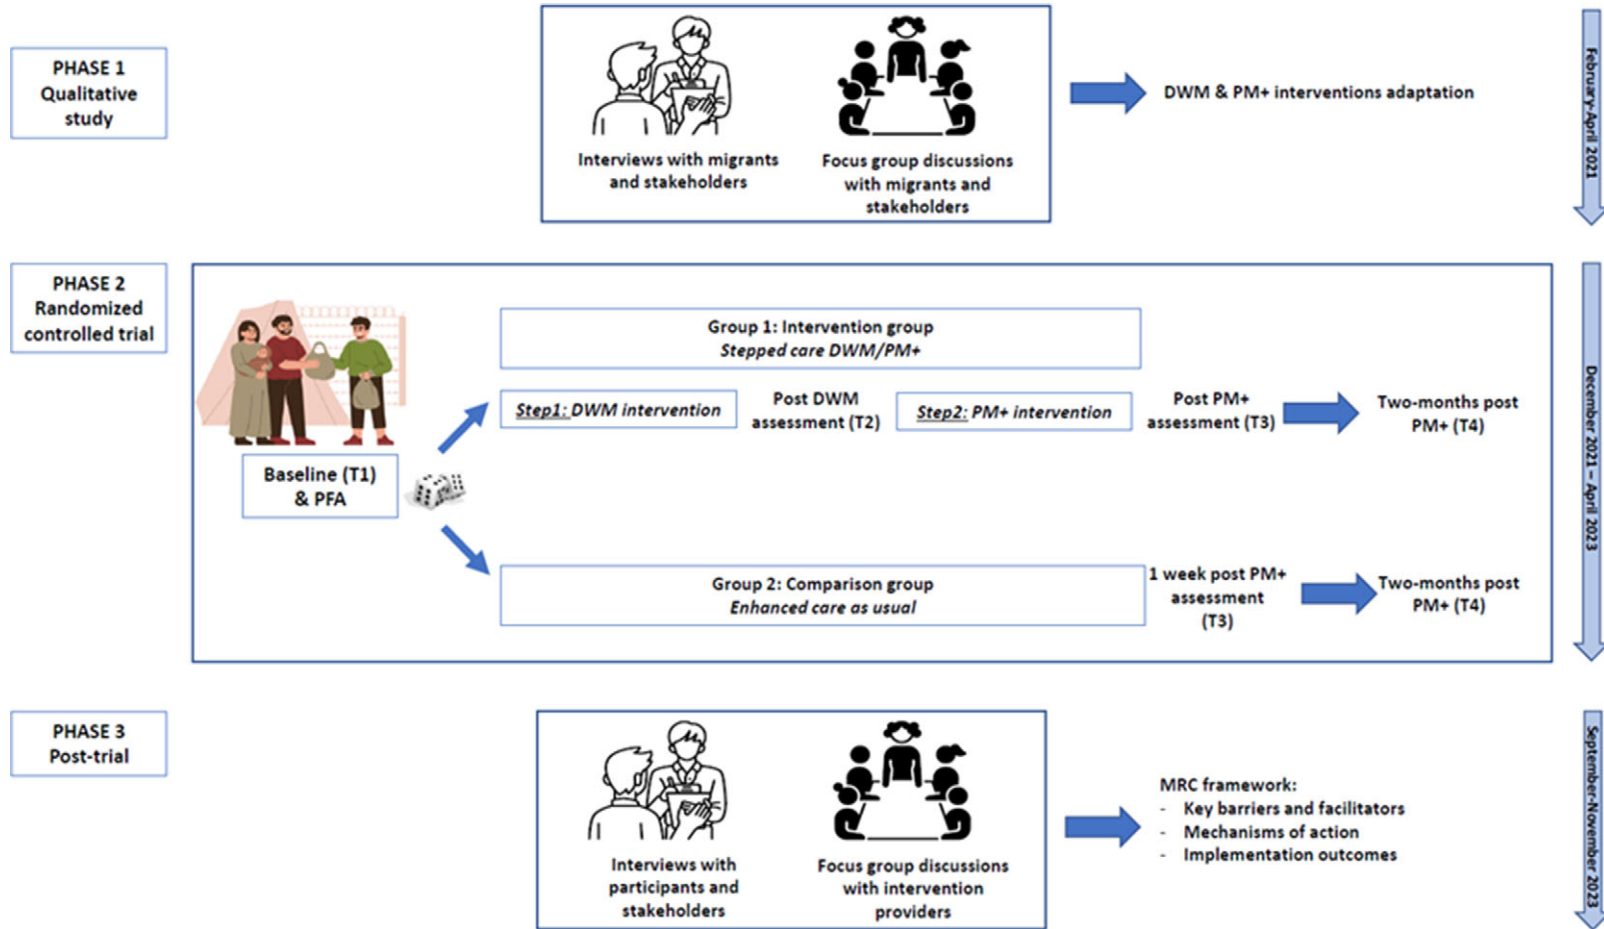 PHASE 1
Qualitative
study
Interviews with migrants
and stakeholders
Focus group discussions
with migrants and
stakeholders
DWM & PM+ interventions adaptation
February-April 2021
PHASE 2
Randomized
controlled trial
Baseline (T1)
& PFA
Group 1: Intervention group
Stepped care DWM/PM+
Step1: DWM intervention
Post DWM
assessment (T2)
Step2: PM+ intervention
Post PM+
assessment (T3)
Two-months post
PM+ (T4)
Group 2: Comparison group
Enhanced care as usual
1 week post PM+
assessment
(T3)
Two-months post
PM+ (T4)
December 2021 – April 2023
PHASE 3
Post-trial
Interviews with
participants and
stakeholders
Focus group discussions
with intervention
providers
MRC framework:
- Key barriers and facilitators
- Mechanisms of action
- Implementation outcomes
September-November 2023